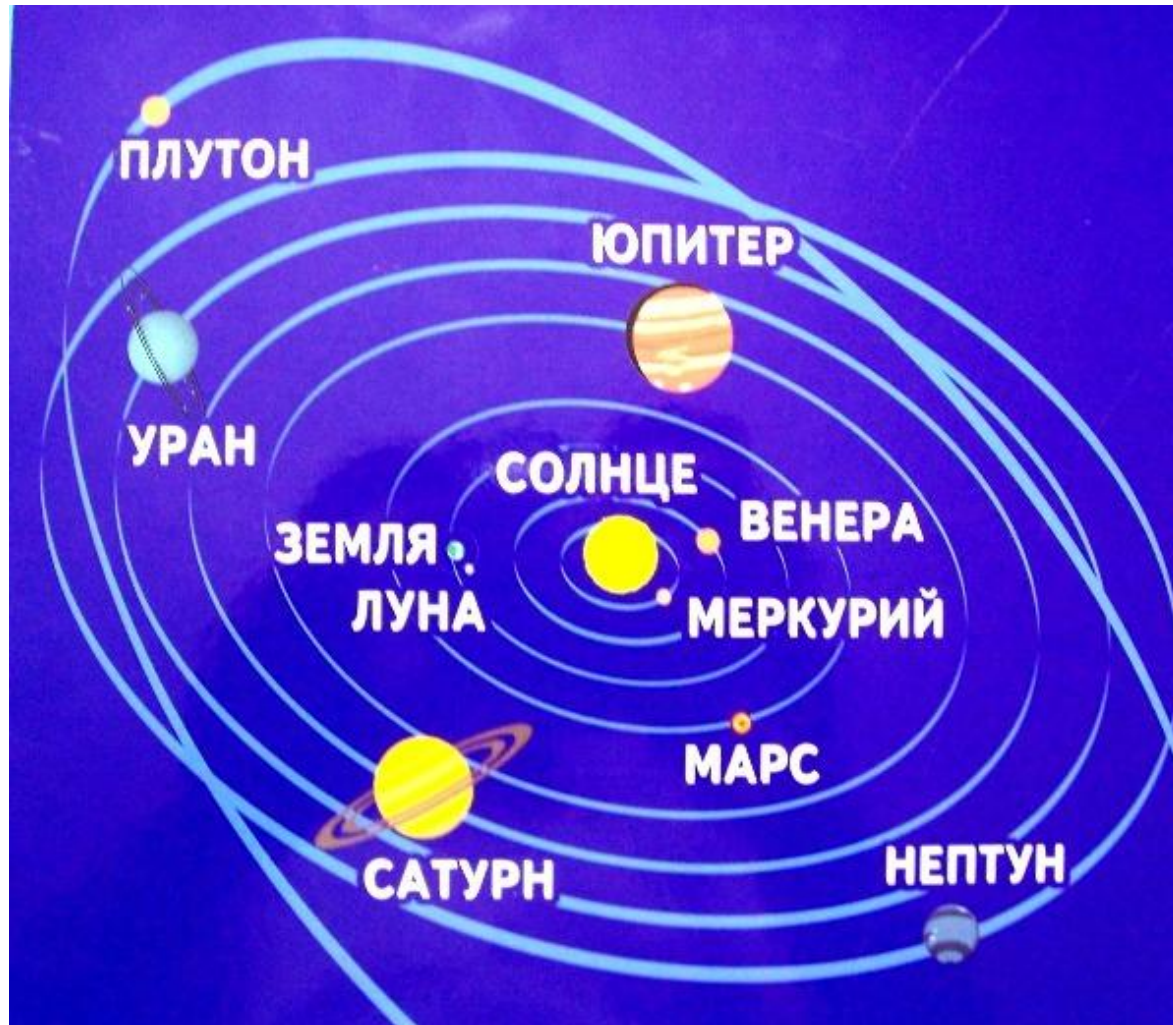 ПЛУТОН
ЮПИТЕР
УРАН
СОЛНЦЕ
ВЕНЕРА
ЗЕМЛЯ
ЛУНА
МЕРКУРИЙ
МАРС
САТУРН
НЕПТУН